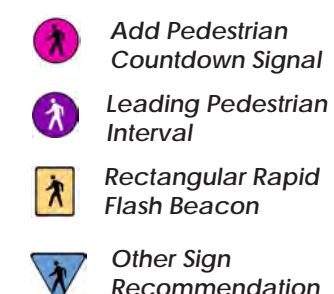 Add Pedestrian
Countdown Signal
Leading Pedestrian
Interval
Rectangular Rapid
Flash Beacon
Other Sign
Recommendation